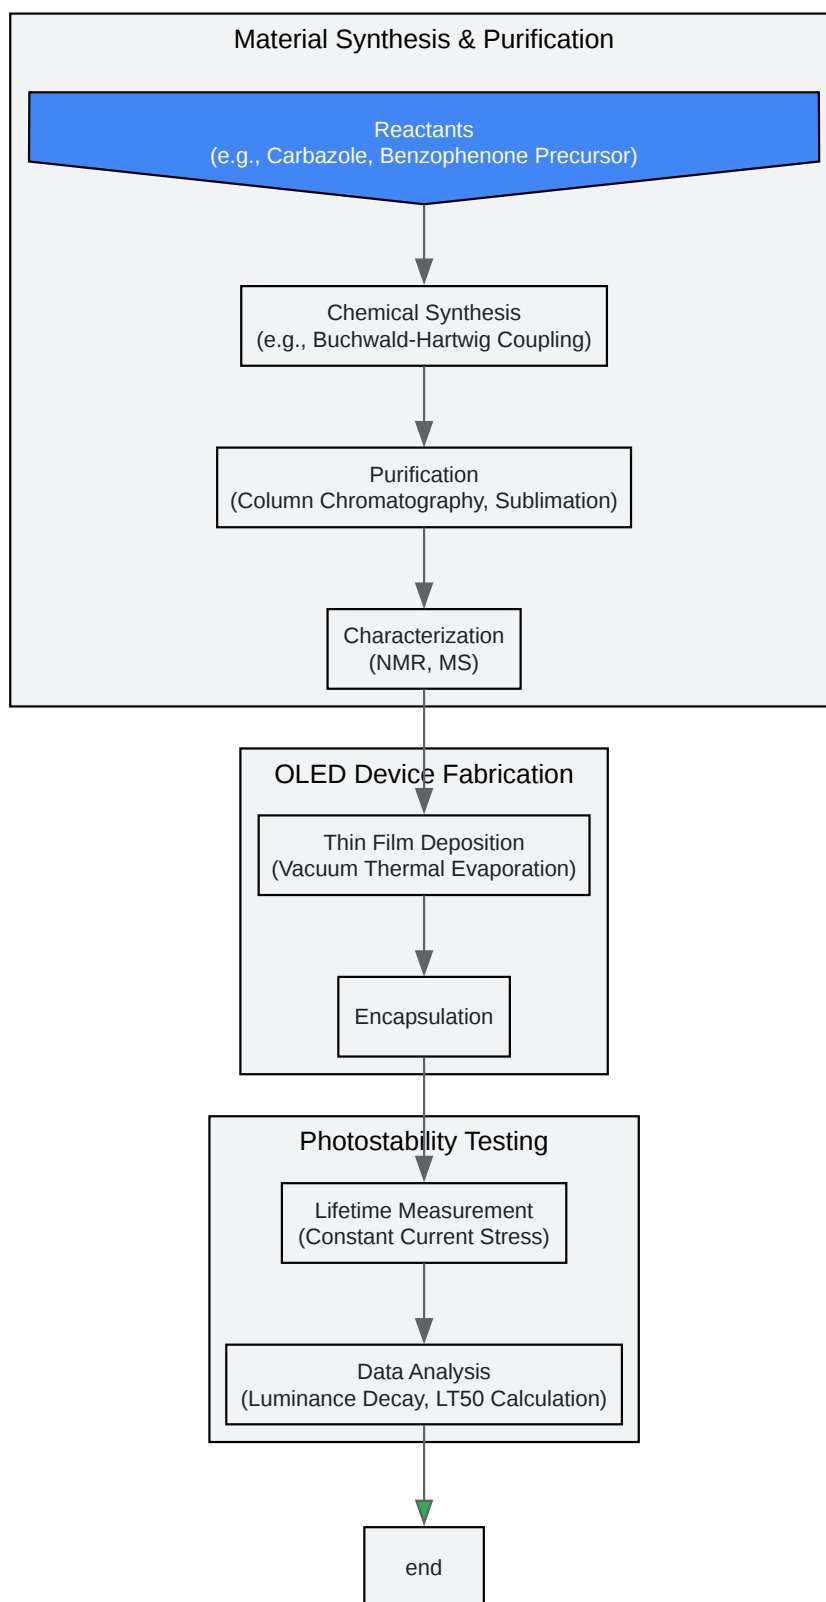 Material Synthesis & Purification
Reactants
(e.g., Carbazole, Benzophenone Precursor)
Chemical Synthesis
(e.g., Buchwald-Hartwig Coupling)
Purification
(Column Chromatography, Sublimation)
Characterization
(NMR, MS)
OLED Device Fabrication
Thin Film Deposition
(Vacuum Thermal Evaporation)
Encapsulation
Photostability Testing
Lifetime Measurement
(Constant Current Stress)
Data Analysis
(Luminance Decay, LT50 Calculation)
end